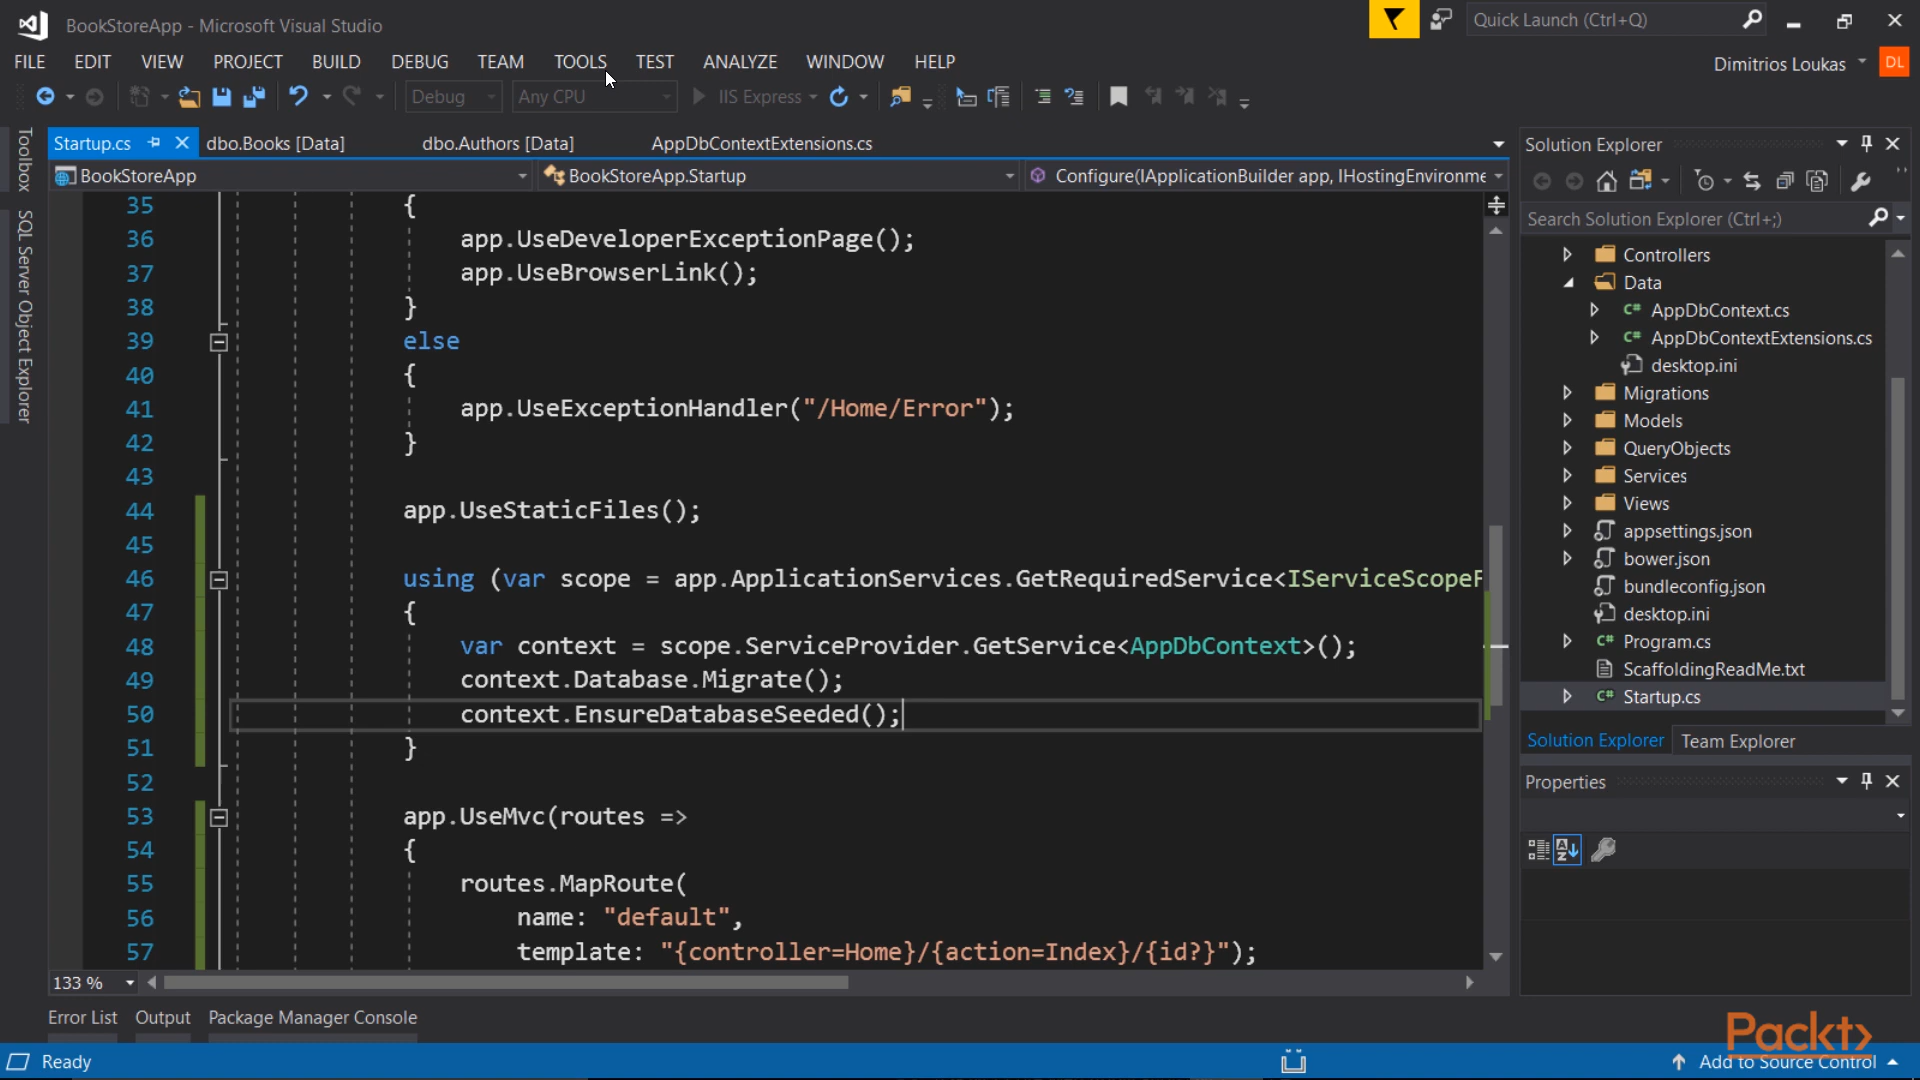 BookStoreApp - Microsoft Visual Studio
Quick Launch (Ctrl+Q)
FILE EDIT VIEW PROJECT BUILD DEBUG TEAM TOOLS TEST ANALYZE WINDOW HELP
Dimitrios Loukas DL
Debug Any CPU IIS Express
Toolbox
SQL Server Object Explorer
Startup.cs dbo.Books [Data] dbo.Authors [Data] AppDbContextExtensions.cs
BookStoreApp BookStoreApp.Startup Configure(IApplicationBuilder app, IHostingEnvironme
35 {
36 app.UseDeveloperExceptionPage();
37 app.UseBrowserLink();
38 }
39 else
40 {
41 app.UseExceptionHandler("/Home/Error");
42 }
43
44 app.UseStaticFiles();
45
46 using (var scope = app.ApplicationServices.GetRequiredService<IServiceScopeF
47 {
48 var context = scope.ServiceProvider.GetService<AppDbContext>();
49 context.Database.Migrate();
50 context.EnsureDatabaseSeeded();
51 }
52
53 app.UseMvc(routes =>
54 {
55 routes.MapRoute(
56 name: "default",
57 template: "{controller=Home}/{action=Index}/{id?}");
133 %
Solution Explorer
Search Solution Explorer (Ctrl+;)
Controllers
Data
C# AppDbContext.cs
C# AppDbContextExtensions.cs
desktop.ini
Migrations
Models
QueryObjects
Services
Views
appsettings.json
bower.json
bundleconfig.json
desktop.ini
C# Program.cs
ScaffoldingReadMe.txt
C# Startup.cs
Solution Explorer Team Explorer
Properties
Error List Output Package Manager Console
Packt>
Ready
Add to Source Control